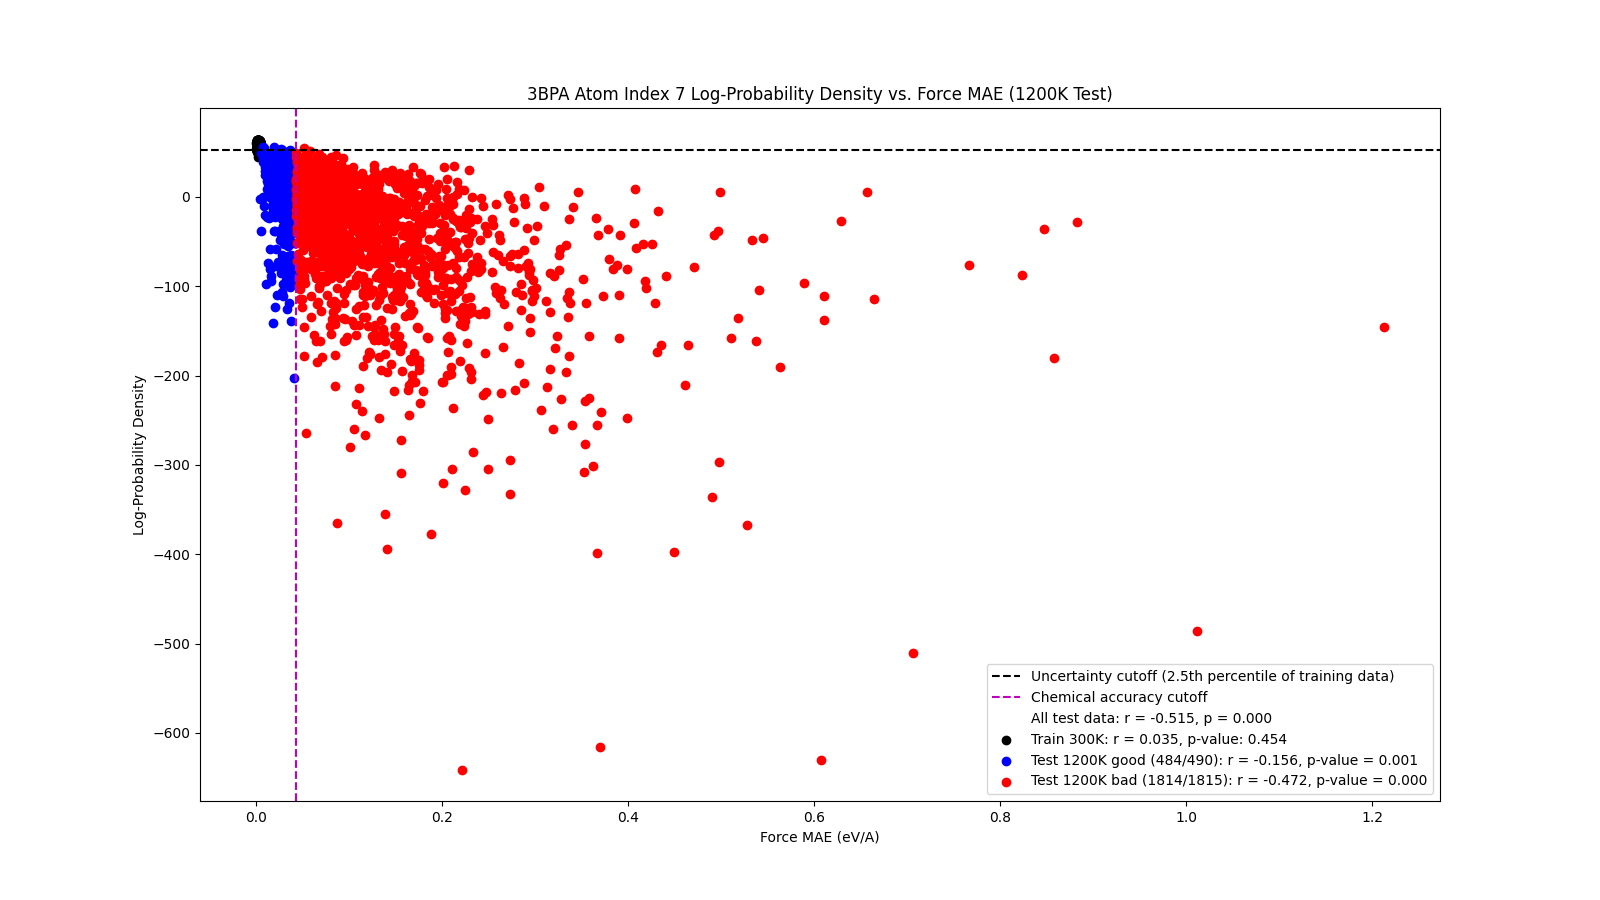 3BPA Atom Index 7 Log-Probability Density vs. Force MAE (1200K Test)
Log-Probability Density
0
−100
−200
−300
−400
−500
−600
0.0
0.2
0.4
0.6
0.8
1.0
1.2
Force MAE (eV/A)
Uncertainty cutoff (2.5th percentile of training data)
Chemical accuracy cutoff
All test data: r = -0.515, p = 0.000
Train 300K: r = 0.035, p-value: 0.454
Test 1200K good (484/490): r = -0.156, p-value = 0.001
Test 1200K bad (1814/1815): r = -0.472, p-value = 0.000